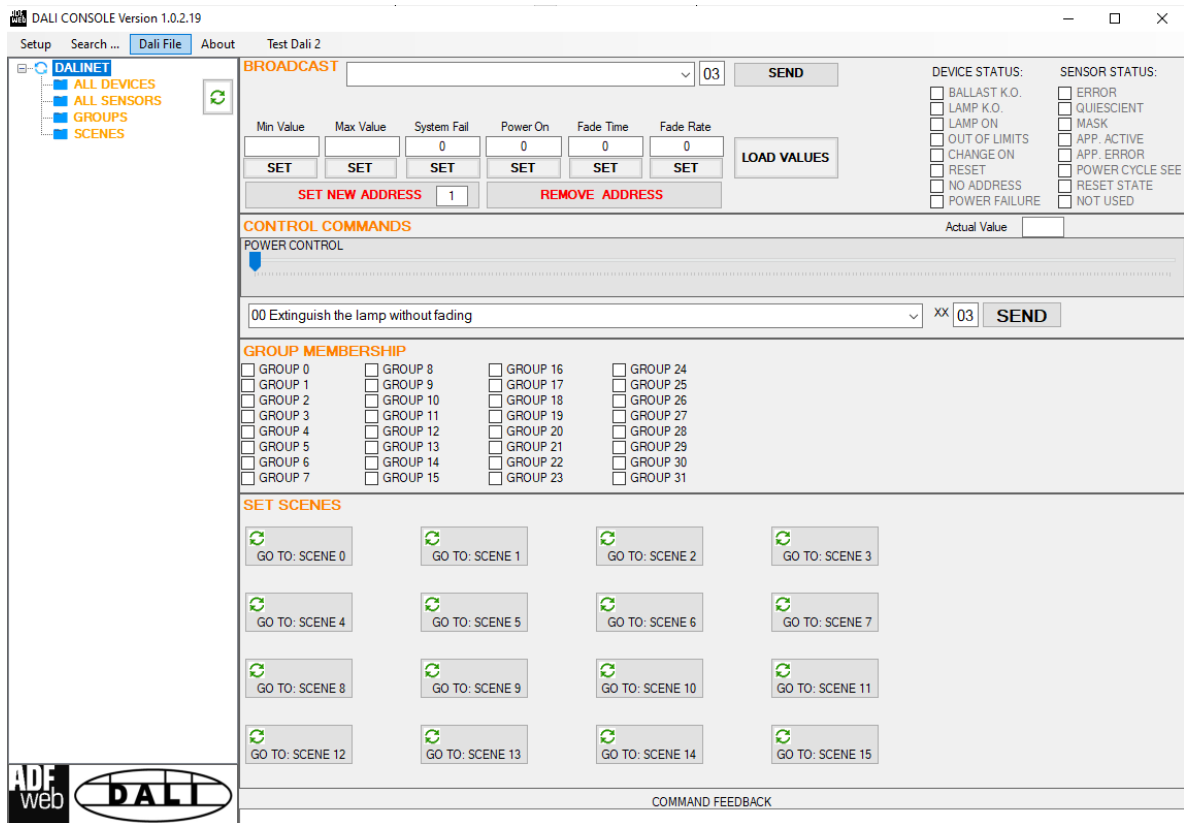 DALI CONSOLE Version 1.0.2.19
Setup Search ... Dali File About Test Dali 2
DALINET
ALL DEVICES
ALL SENSORS
GROUPS
SCENES
BROADCAST 03 SEND
Min Value Max Value System Fail Power On Fade Time Fade Rate
0 0 0 0
SET SET SET SET SET SET
LOAD VALUES
SET NEW ADDRESS 1 REMOVE ADDRESS
DEVICE STATUS: SENSOR STATUS:
BALLAST K.O. ERROR
LAMP K.O. QUIESCIENT
LAMP ON MASK
OUT OF LIMITS APP. ACTIVE
CHANGE ON APP. ERROR
RESET POWER CYCLE SEE
NO ADDRESS RESET STATE
POWER FAILURE NOT USED
CONTROL COMMANDS Actual Value
POWER CONTROL
00 Extinguish the lamp without fading XX 03 SEND
GROUP MEMBERSHIP
GROUP 0 GROUP 8 GROUP 16 GROUP 24
GROUP 1 GROUP 9 GROUP 17 GROUP 25
GROUP 2 GROUP 10 GROUP 18 GROUP 26
GROUP 3 GROUP 11 GROUP 19 GROUP 27
GROUP 4 GROUP 12 GROUP 20 GROUP 28
GROUP 5 GROUP 13 GROUP 21 GROUP 29
GROUP 6 GROUP 14 GROUP 22 GROUP 30
GROUP 7 GROUP 15 GROUP 23 GROUP 31
SET SCENES
GO TO: SCENE 0 GO TO: SCENE 1 GO TO: SCENE 2 GO TO: SCENE 3
GO TO: SCENE 4 GO TO: SCENE 5 GO TO: SCENE 6 GO TO: SCENE 7
GO TO: SCENE 8 GO TO: SCENE 9 GO TO: SCENE 10 GO TO: SCENE 11
GO TO: SCENE 12 GO TO: SCENE 13 GO TO: SCENE 14 GO TO: SCENE 15
ADF
web
DALI
COMMAND FEEDBACK